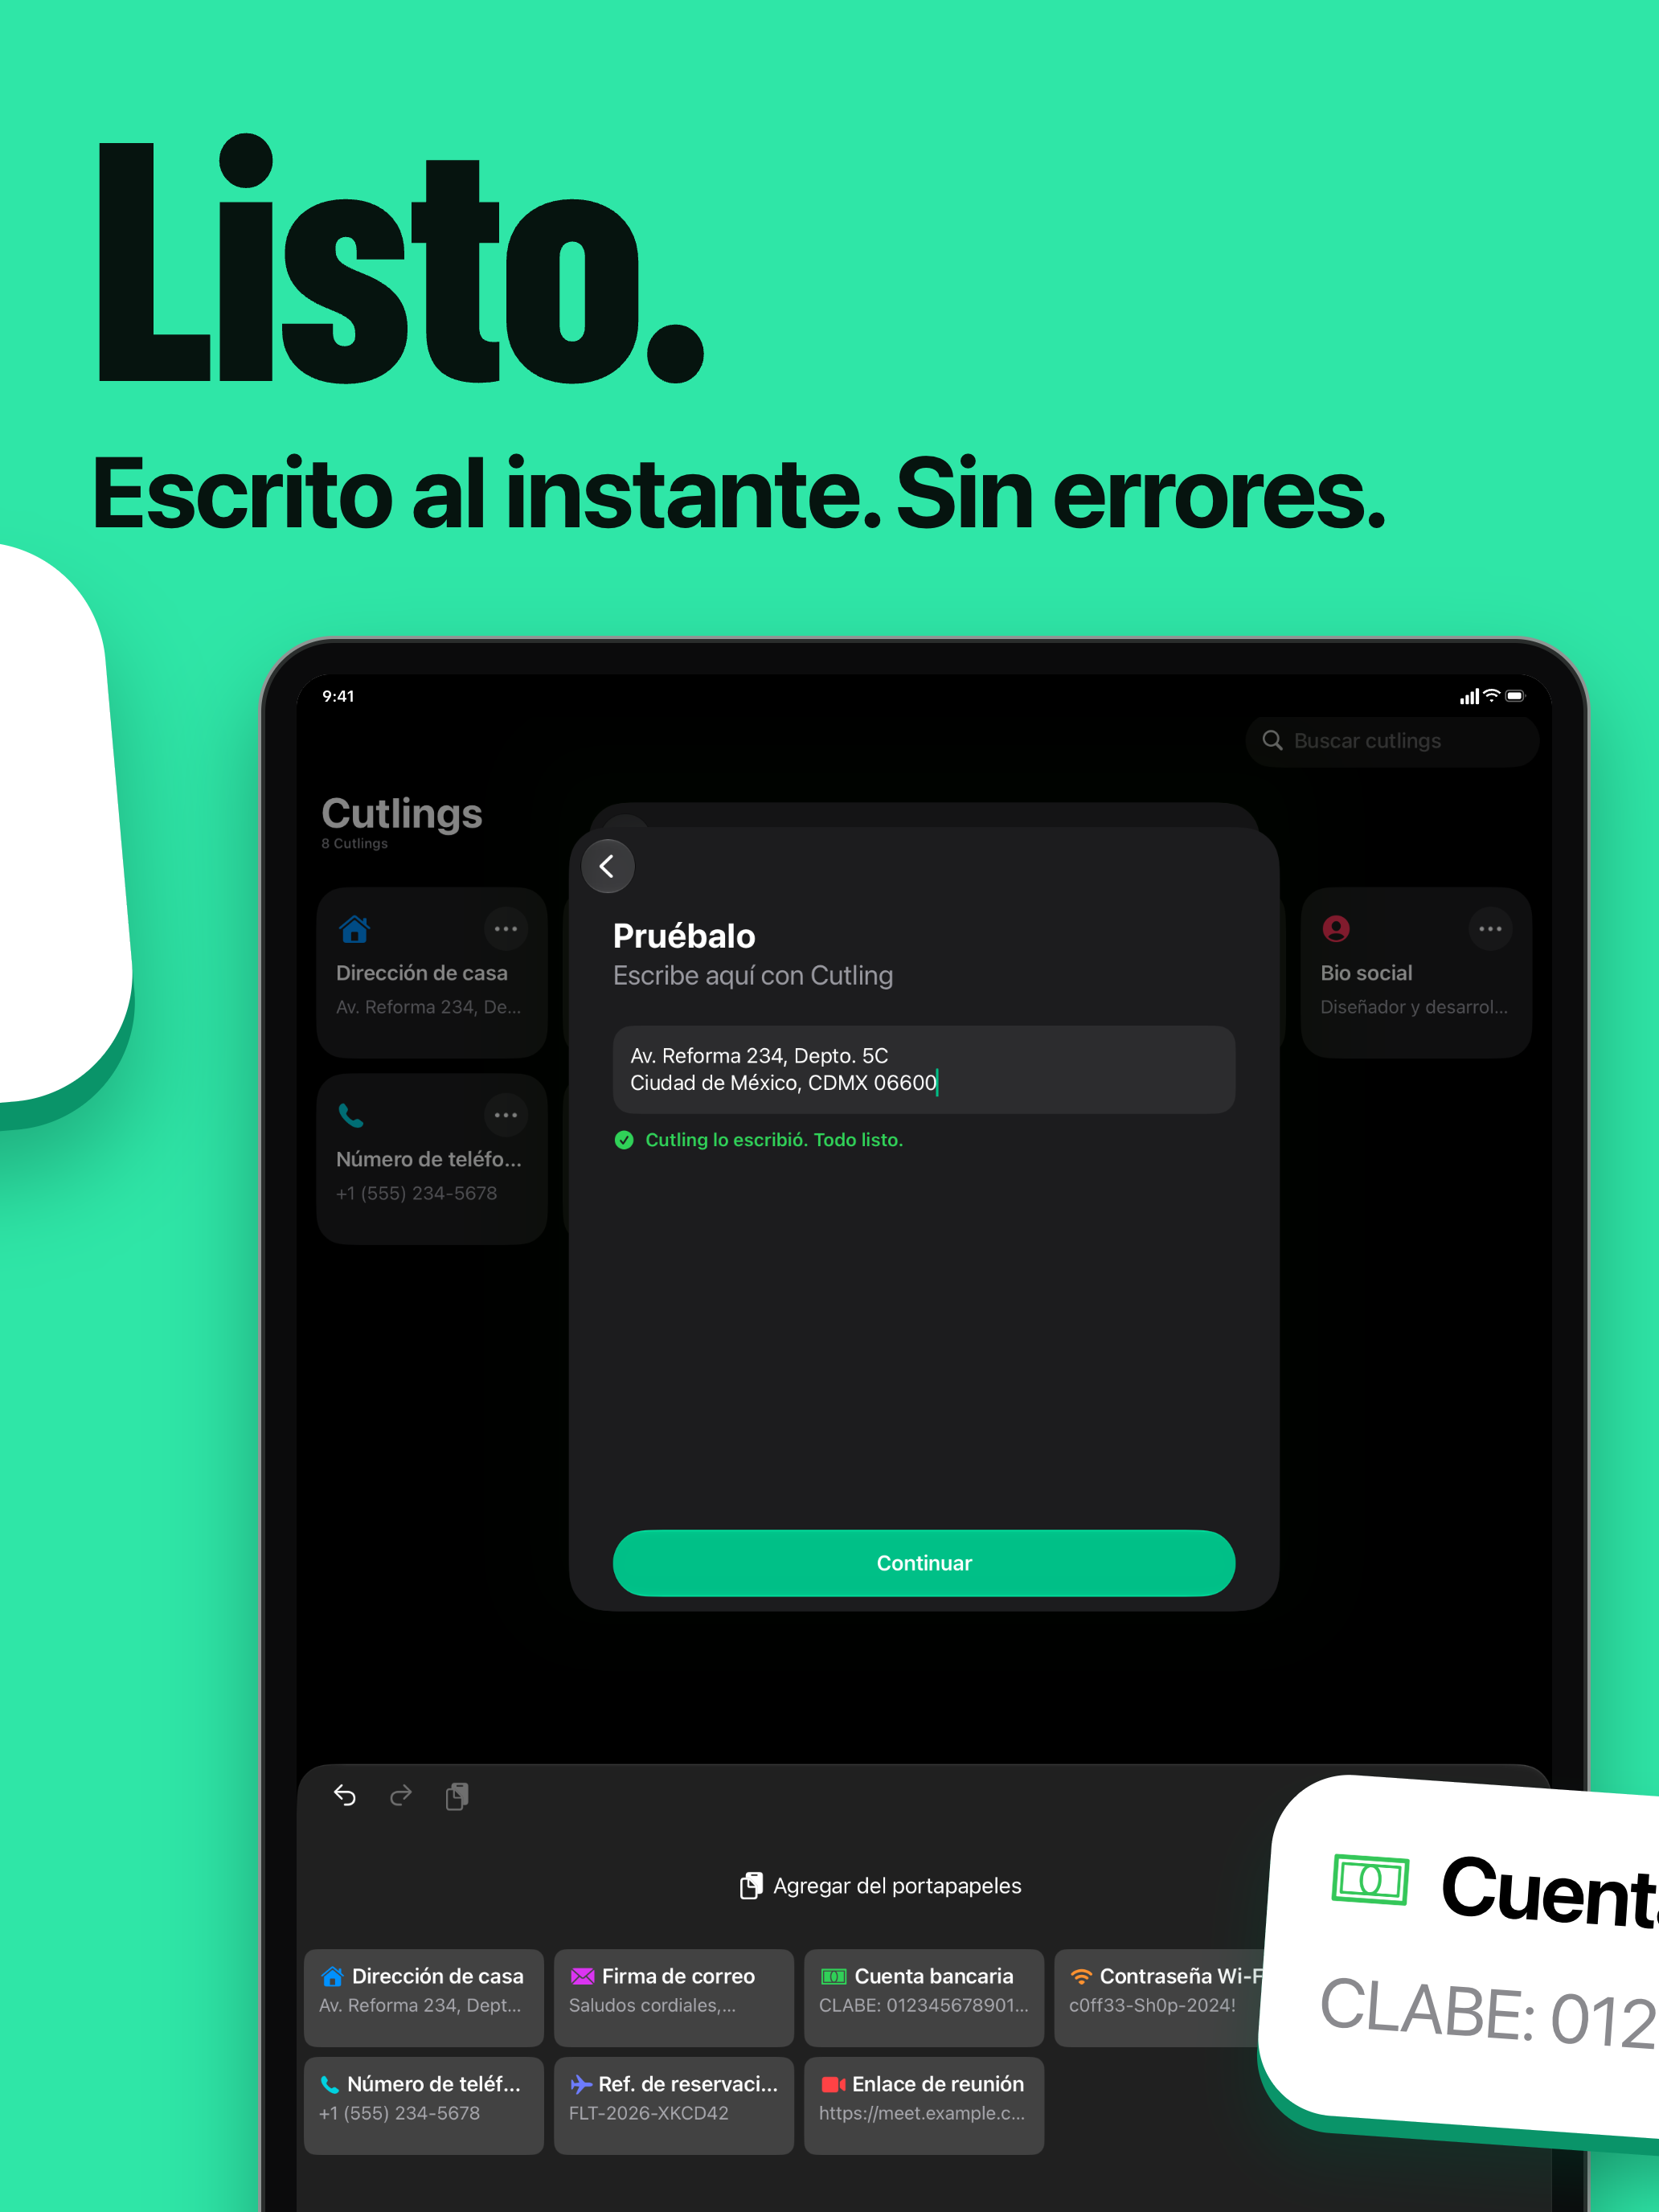 Listo.
Escrito al instante. Sin errores.
9:41
Buscar cutlings
Cutlings
8 Cutlings
Dirección de casa
Av. Reforma 234, De...
Bio social
Diseñador y desarrol...
Número de teléfo...
+1 (555) 234-5678
Pruébalo
Escribe aquí con Cutling
Av. Reforma 234, Depto. 5C
Ciudad de México, CDMX 06600
Cutling lo escribió. Todo listo.
Continuar
Agregar del portapapeles
Dirección de casa
Av. Reforma 234, Dept...
Firma de correo
Saludos cordiales,...
Cuenta bancaria
CLABE: 012345678901...
Contraseña Wi-F
c0ff33-Sh0p-2024!
Número de teléf...
+1 (555) 234-5678
Ref. de reservaci...
FLT-2026-XKCD42
Enlace de reunión
https://meet.example.c...
Cuenta
CLABE: 012